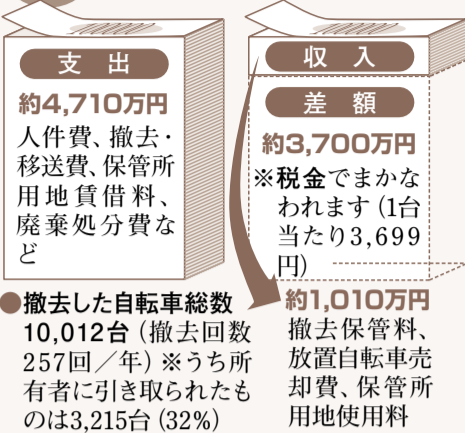 支 出
約4,710万円
人件費、撤去・
移送費、保管所
用地賃借料、
廃棄処分費な
ど
収 入
差 額
約3,700万円
※税金でまかな
われます(1台
当たり3,699
円)
●撤去した自転車総数
10,012台(撤去回数
257回/年)※うち所
有者に引き取られたも
のは3,215台(32%)
約1,010万円
撤去保管料、
放置自転車売
却費、保管所
用地使用料